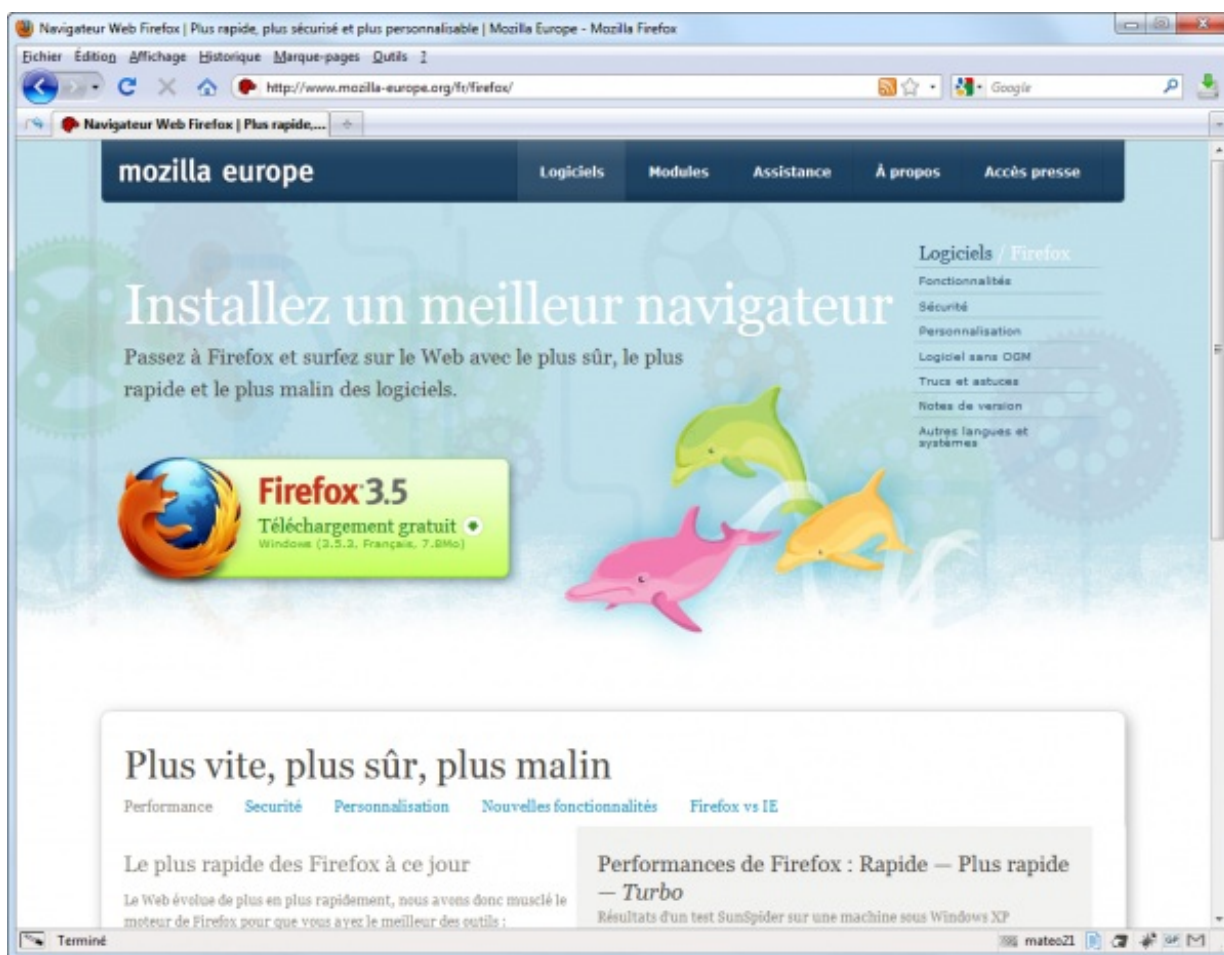 Navigateur Web Firefox | Plus rapide, plus sécurisé et plus personnalisable | Mozilla Europe - Mozilla Firefox
Fichier Édition Affichage Historique Marque-pages Outils ?
http://www.mozilla-europe.org/fr/firefox/
Google
Navigateur Web Firefox | Plus rapide,...
mozilla europe
Logiciels Modules Assistance À propos Accès presse
Logiciels / Firefox
Fonctionnalités
Sécurité
Personnalisation
Logiciel sans OGM
Trucs et astuces
Notes de version
Autres langues et
systèmes
Installez un meilleur navigateur
Passez à Firefox et surfez sur le Web avec le plus sûr, le plus
rapide et le plus malin des logiciels.
Firefox 3.5
Téléchargement gratuit
Windows (3.5.3, Français, 7.8Mo)
Plus vite, plus sûr, plus malin
Performance Securité Personnalisation Nouvelles fonctionnalités Firefox vs IE
Le plus rapide des Firefox à ce jour
Le Web évolue de plus en plus rapidement, nous avons donc musclé le
moteur de Firefox pour que vous ayez le meilleur des outils :
Performances de Firefox : Rapide — Plus rapide
— Turbo
Résultats d'un test SunSpider sur une machine sous Windows XP
Terminé
mateo21